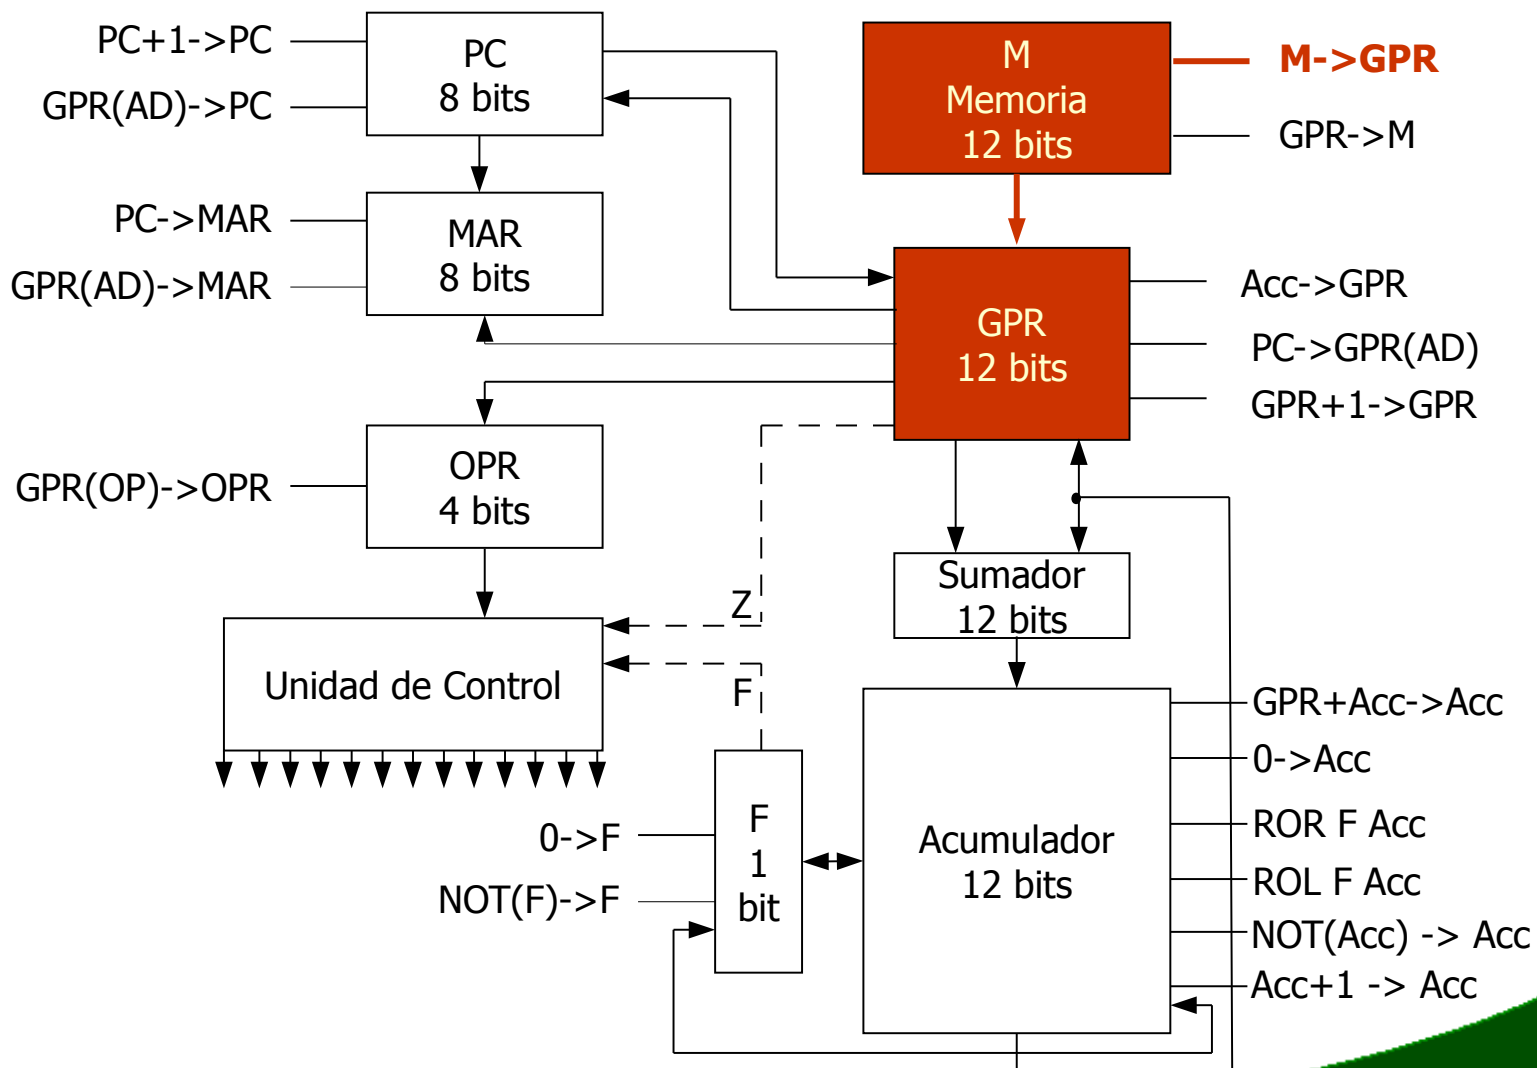 PC+1->PC
GPR(AD)->PC
PC
8 bits
M
Memoria
12 bits
M->GPR
GPR->M
PC->MAR
GPR(AD)->MAR
MAR
8 bits
GPR
12 bits
Acc->GPR
PC->GPR(AD)
GPR+1->GPR
GPR(OP)->OPR
OPR
4 bits
Sumador
12 bits
Z
F
Unidad de Control
0->F
NOT(F)->F
F
1
bit
Acumulador
12 bits
GPR+Acc->Acc
0->Acc
ROR F Acc
ROL F Acc
NOT(Acc) -> Acc
Acc+1 -> Acc